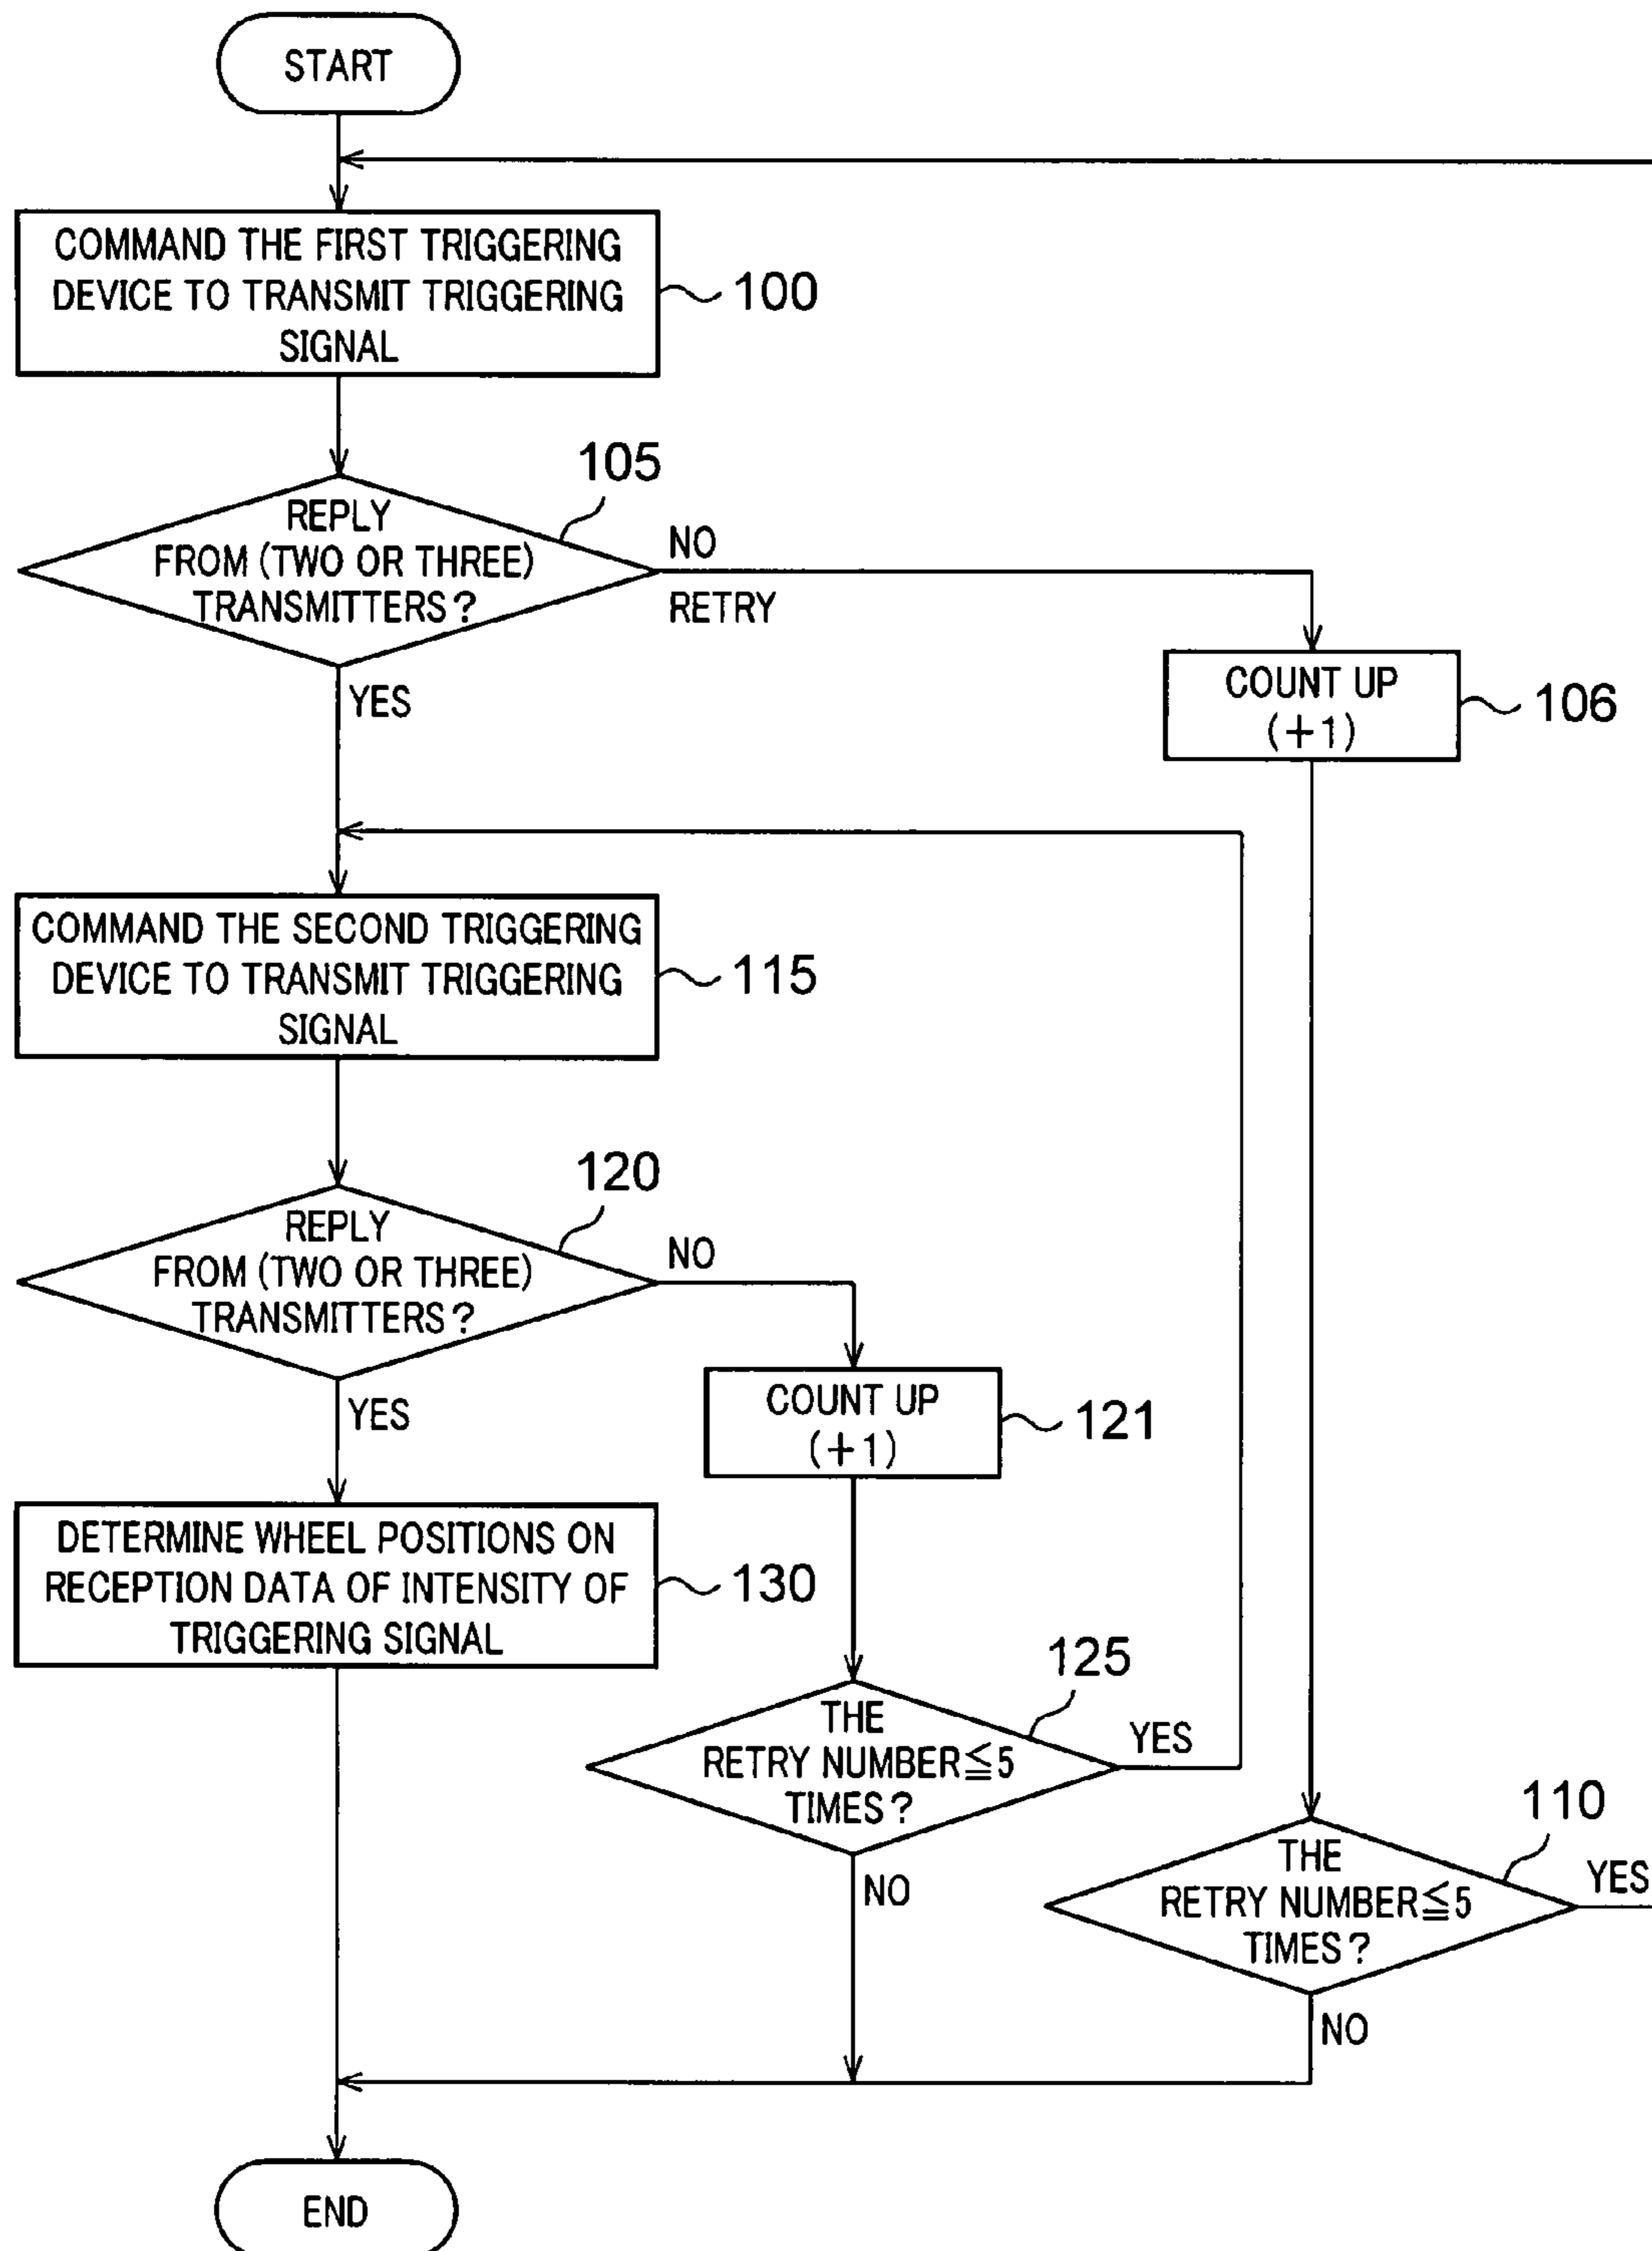 START
COMMAND THE FIRST TRIGGERING
DEVICE TO TRANSMIT TRIGGERING
SIGNAL
100
105
REPLY
FROM (TWO OR THREE)
TRANSMITTERS?
NO
RETRY
YES
COUNT UP
(+1)
106
COMMAND THE SECOND TRIGGERING
DEVICE TO TRANSMIT TRIGGERING
SIGNAL
115
120
REPLY
FROM (TWO OR THREE)
TRANSMITTERS?
NO
YES
COUNT UP
(+1)
121
DETERMINE WHEEL POSITIONS ON
RECEPTION DATA OF INTENSITY OF
TRIGGERING SIGNAL
130
125
THE
RETRY NUMBER≦5
TIMES?
YES
NO
110
THE
RETRY NUMBER≦5
TIMES?
YES
NO
END